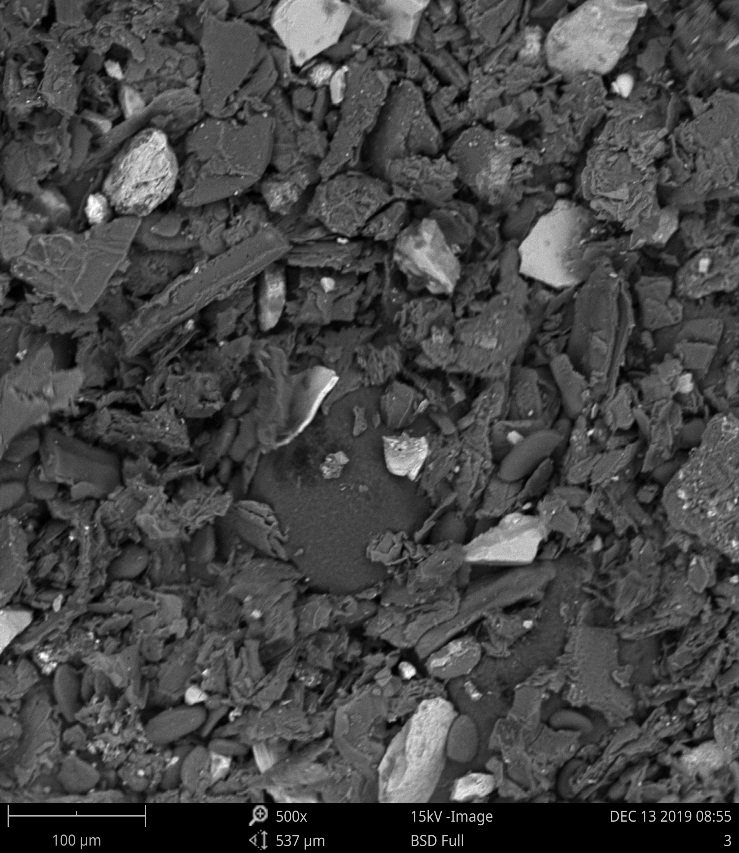 500x
15kV -Image
DEC 13 2019 08:55
100 µm
537 µm
BSD Full
3